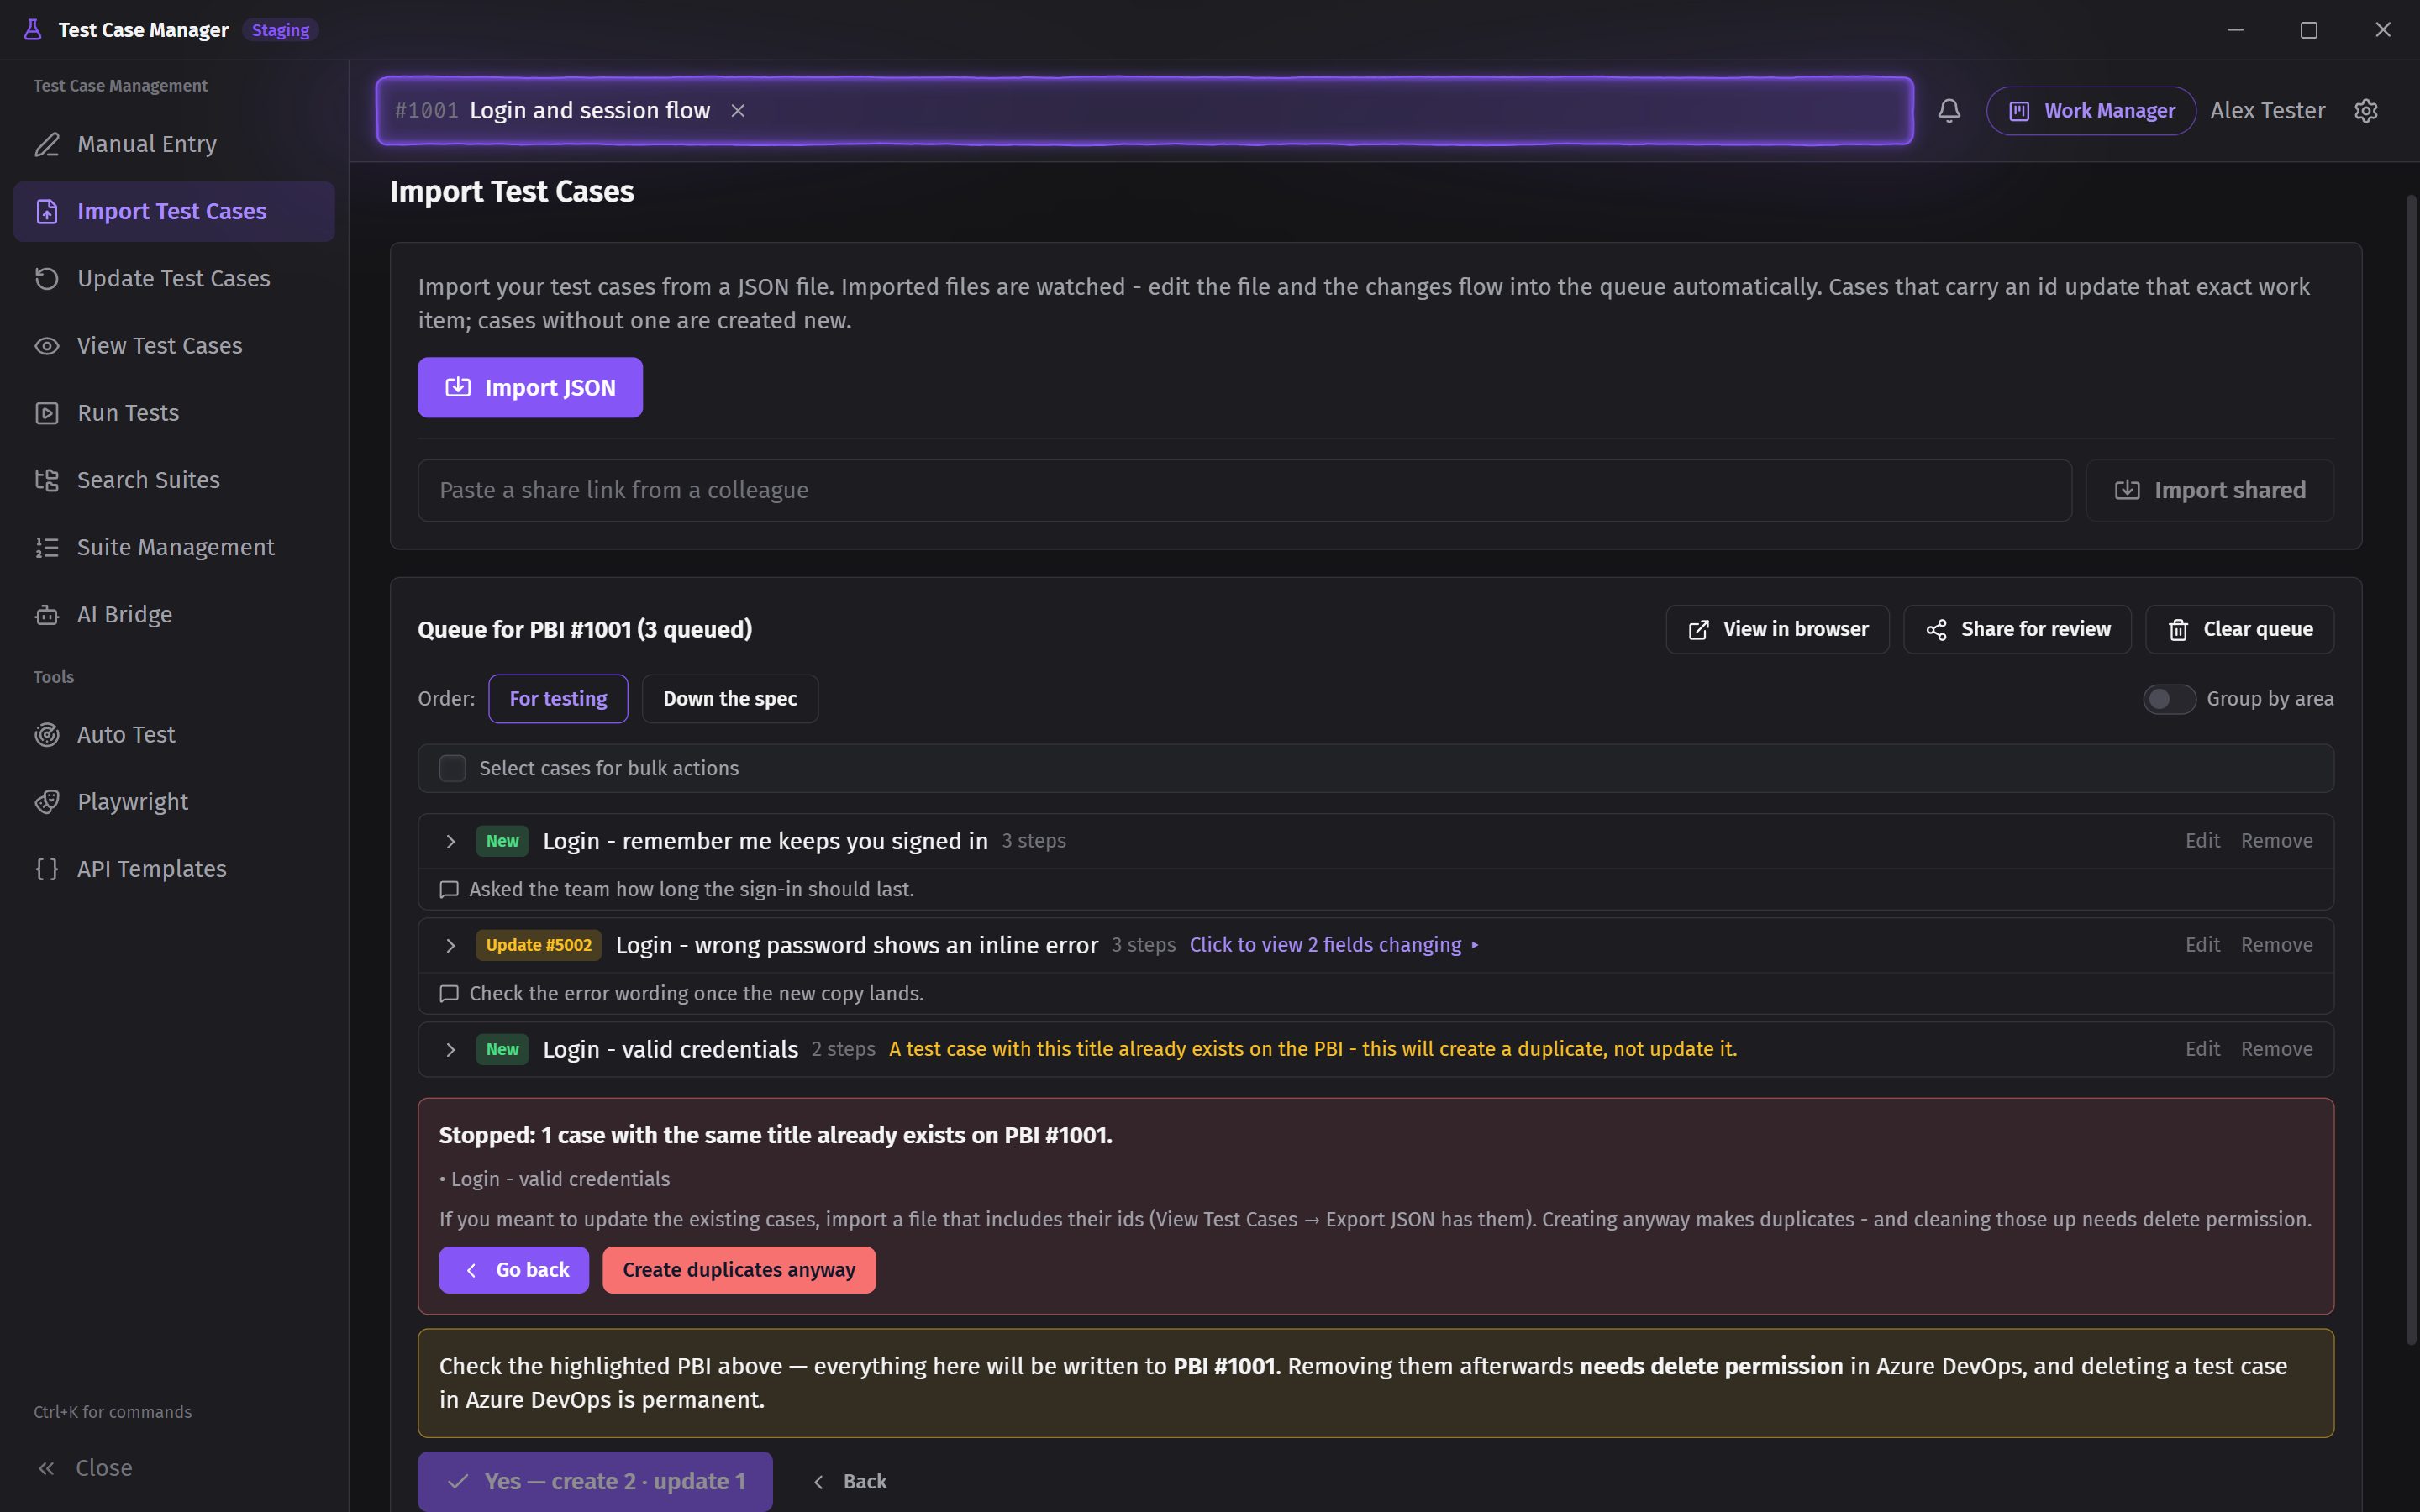 Test Case Manager Staging
Test Case Management
Manual Entry
Import Test Cases
Update Test Cases
View Test Cases
Run Tests
Search Suites
Suite Management
AI Bridge
Tools
Auto Test
Playwright
API Templates
Ctrl+K for commands
Close
#1001 Login and session flow
Work Manager
Alex Tester
Import Test Cases
Import your test cases from a JSON file. Imported files are watched - edit the file and the changes flow into the queue automatically. Cases that carry an id update that exact work
item; cases without one are created new.
Import JSON
Paste a share link from a colleague
Import shared
Queue for PBI #1001 (3 queued)
View in browser
Share for review
Clear queue
Order: For testing Down the spec
Group by area
Select cases for bulk actions
New Login - remember me keeps you signed in 3 steps Edit Remove
Asked the team how long the sign-in should last.
Update #5002 Login - wrong password shows an inline error 3 steps Click to view 2 fields changing ▸ Edit Remove
Check the error wording once the new copy lands.
New Login - valid credentials 2 steps A test case with this title already exists on the PBI - this will create a duplicate, not update it. Edit Remove
Stopped: 1 case with the same title already exists on PBI #1001.
• Login - valid credentials
If you meant to update the existing cases, import a file that includes their ids (View Test Cases → Export JSON has them). Creating anyway makes duplicates - and cleaning those up needs delete permission.
Go back
Create duplicates anyway
Check the highlighted PBI above — everything here will be written to PBI #1001. Removing them afterwards needs delete permission in Azure DevOps, and deleting a test case
in Azure DevOps is permanent.
Yes — create 2 · update 1
Back